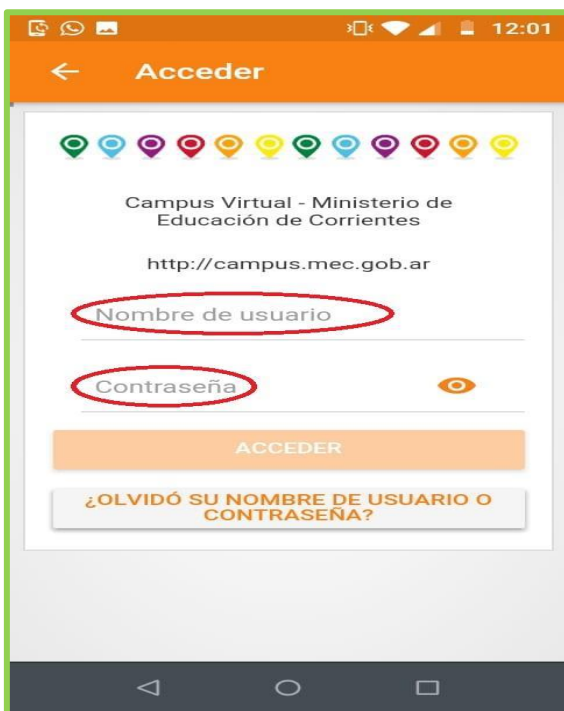 12:01
Acceder
Campus Virtual - Ministerio de
Educación de Corrientes
http://campus.mec.gob.ar
Nombre de usuario
Contraseña
ACCEDER
¿OLVIDÓ SU NOMBRE DE USUARIO O
CONTRASEÑA?